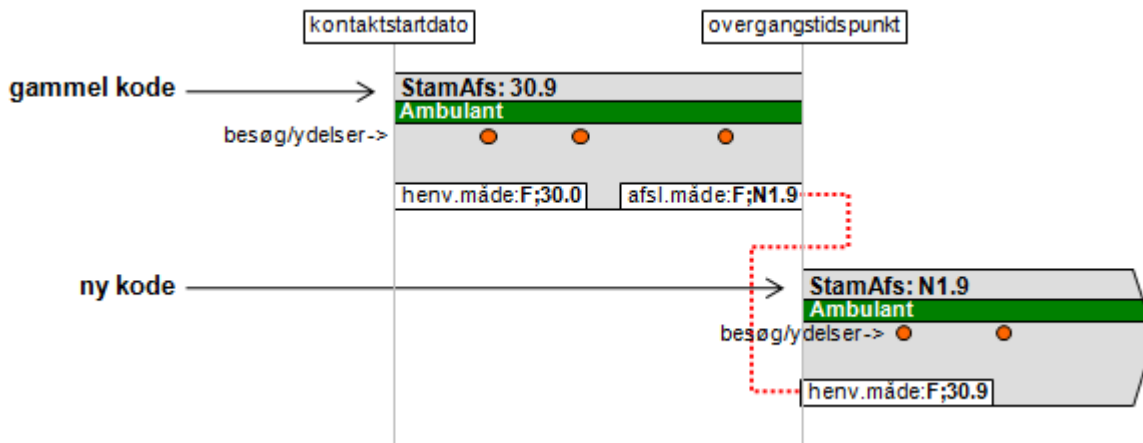 kontaktstartdato
overgangstidspunkt
gammel kode
StamAfs: 30.9
Ambulant
besøg/ydelser->
henv.måde:F;30.0
afsl.måde:F;N1.9
ny kode
StamAfs: N1.9
Ambulant
besøg/ydelser->
henv.måde:F;30.9